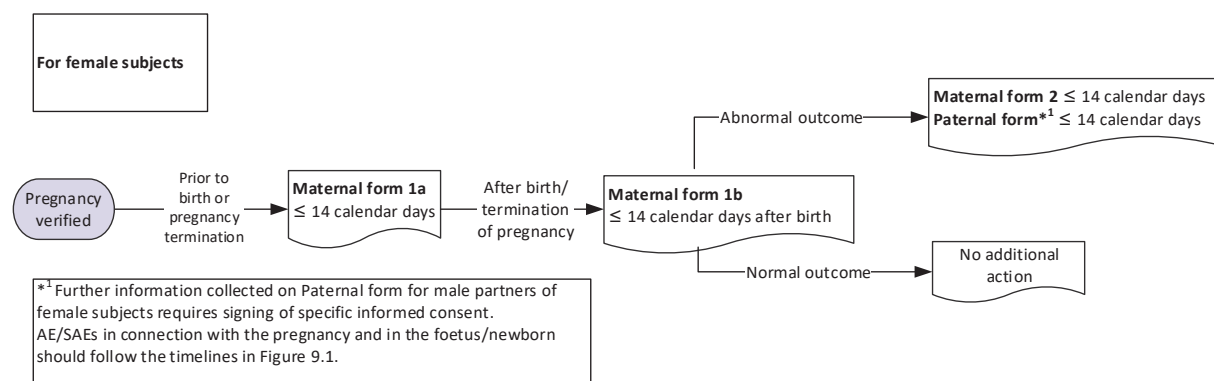 For female subjects
Pregnancy
verified
Prior to
birth or
pregnancy
termination
Maternal form 1a
≤ 14 calendar days
After birth/
termination
of pregnancy
Maternal form 1b
≤ 14 calendar days after birth
Abnormal outcome
Maternal form 2 ≤ 14 calendar days
Paternal form*1 ≤ 14 calendar days
Normal outcome
No additional
action
*1 Further information collected on Paternal form for male partners of
female subjects requires signing of specific informed consent.
AE/SAEs in connection with the pregnancy and in the foetus/newborn
should follow the timelines in Figure 9.1.